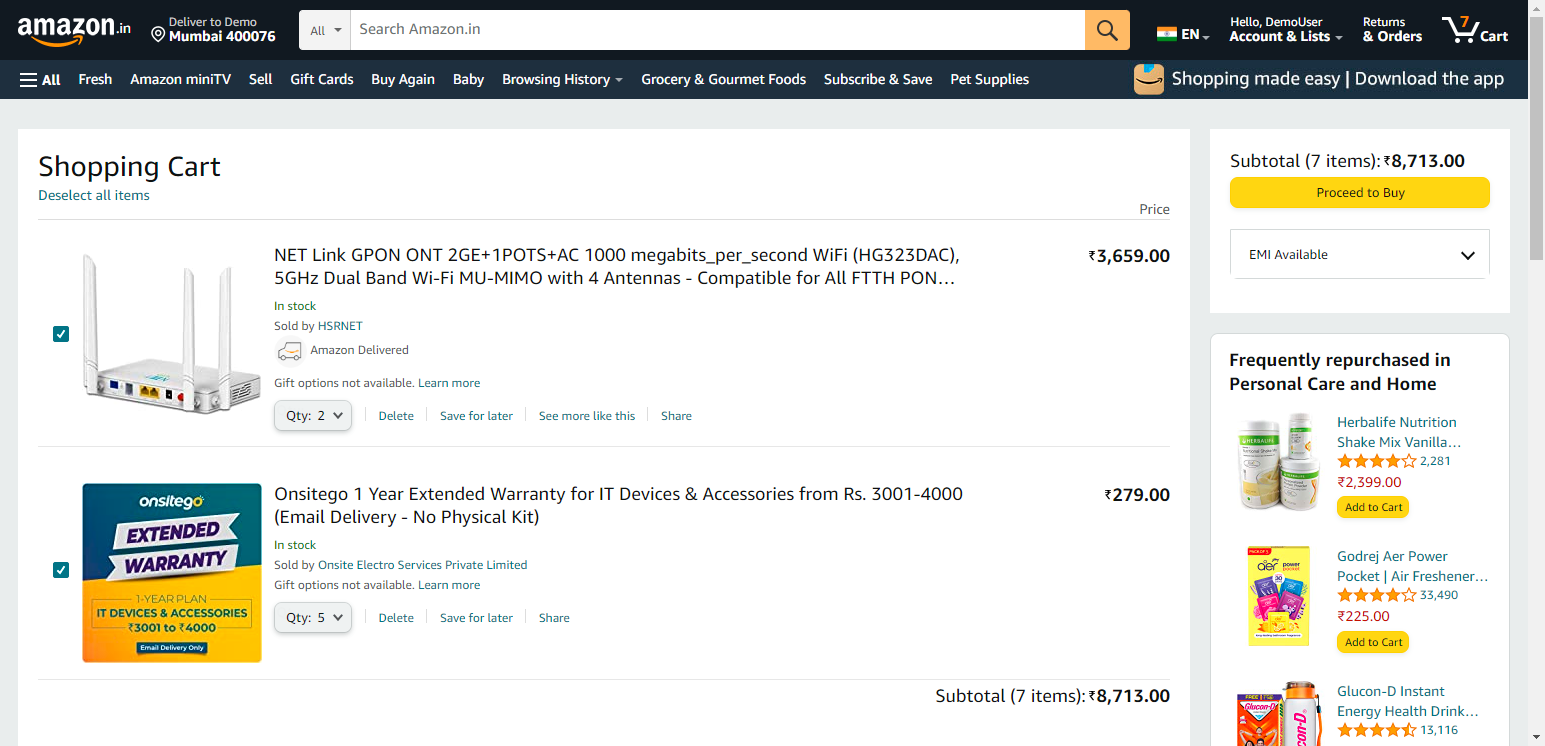 amazon.in
Deliver to Demo
Mumbai 400076
All
Search Amazon.in
EN
Hello, DemoUser
Account & Lists
Returns
& Orders
7
Cart
All Fresh Amazon miniTV Sell Gift Cards Buy Again Baby Browsing History Grocery & Gourmet Foods Subscribe & Save Pet Supplies
Shopping made easy | Download the app
Shopping Cart
Deselect all items
Price
NET Link GPON ONT 2GE+1POTS+AC 1000 megabits_per_second WiFi (HG323DAC),
5GHz Dual Band Wi-Fi MU-MIMO with 4 Antennas - Compatible for All FTTH PON…
₹3,659.00
In stock
Sold by HSRNET
Amazon Delivered
Gift options not available. Learn more
Qty: 2
Delete
Save for later
See more like this
Share
onsitego
EXTENDED
WARRANTY
1-YEAR PLAN
IT DEVICES & ACCESSORIES
₹3001 to ₹4000
Email Delivery Only
Onsitego 1 Year Extended Warranty for IT Devices & Accessories from Rs. 3001-4000
(Email Delivery - No Physical Kit)
₹279.00
In stock
Sold by Onsite Electro Services Private Limited
Gift options not available. Learn more
Qty: 5
Delete
Save for later
Share
Subtotal (7 items): ₹8,713.00
Subtotal (7 items): ₹8,713.00
Proceed to Buy
EMI Available
Frequently repurchased in
Personal Care and Home
HERBALIFE
Herbalife Nutrition
Shake Mix Vanilla…
2,281
₹2,399.00
Add to Cart
aer power
pocket
Godrej Aer Power
Pocket | Air Freshener…
33,490
₹225.00
Add to Cart
Glucon-D
Glucon-D Instant
Energy Health Drink…
13,116